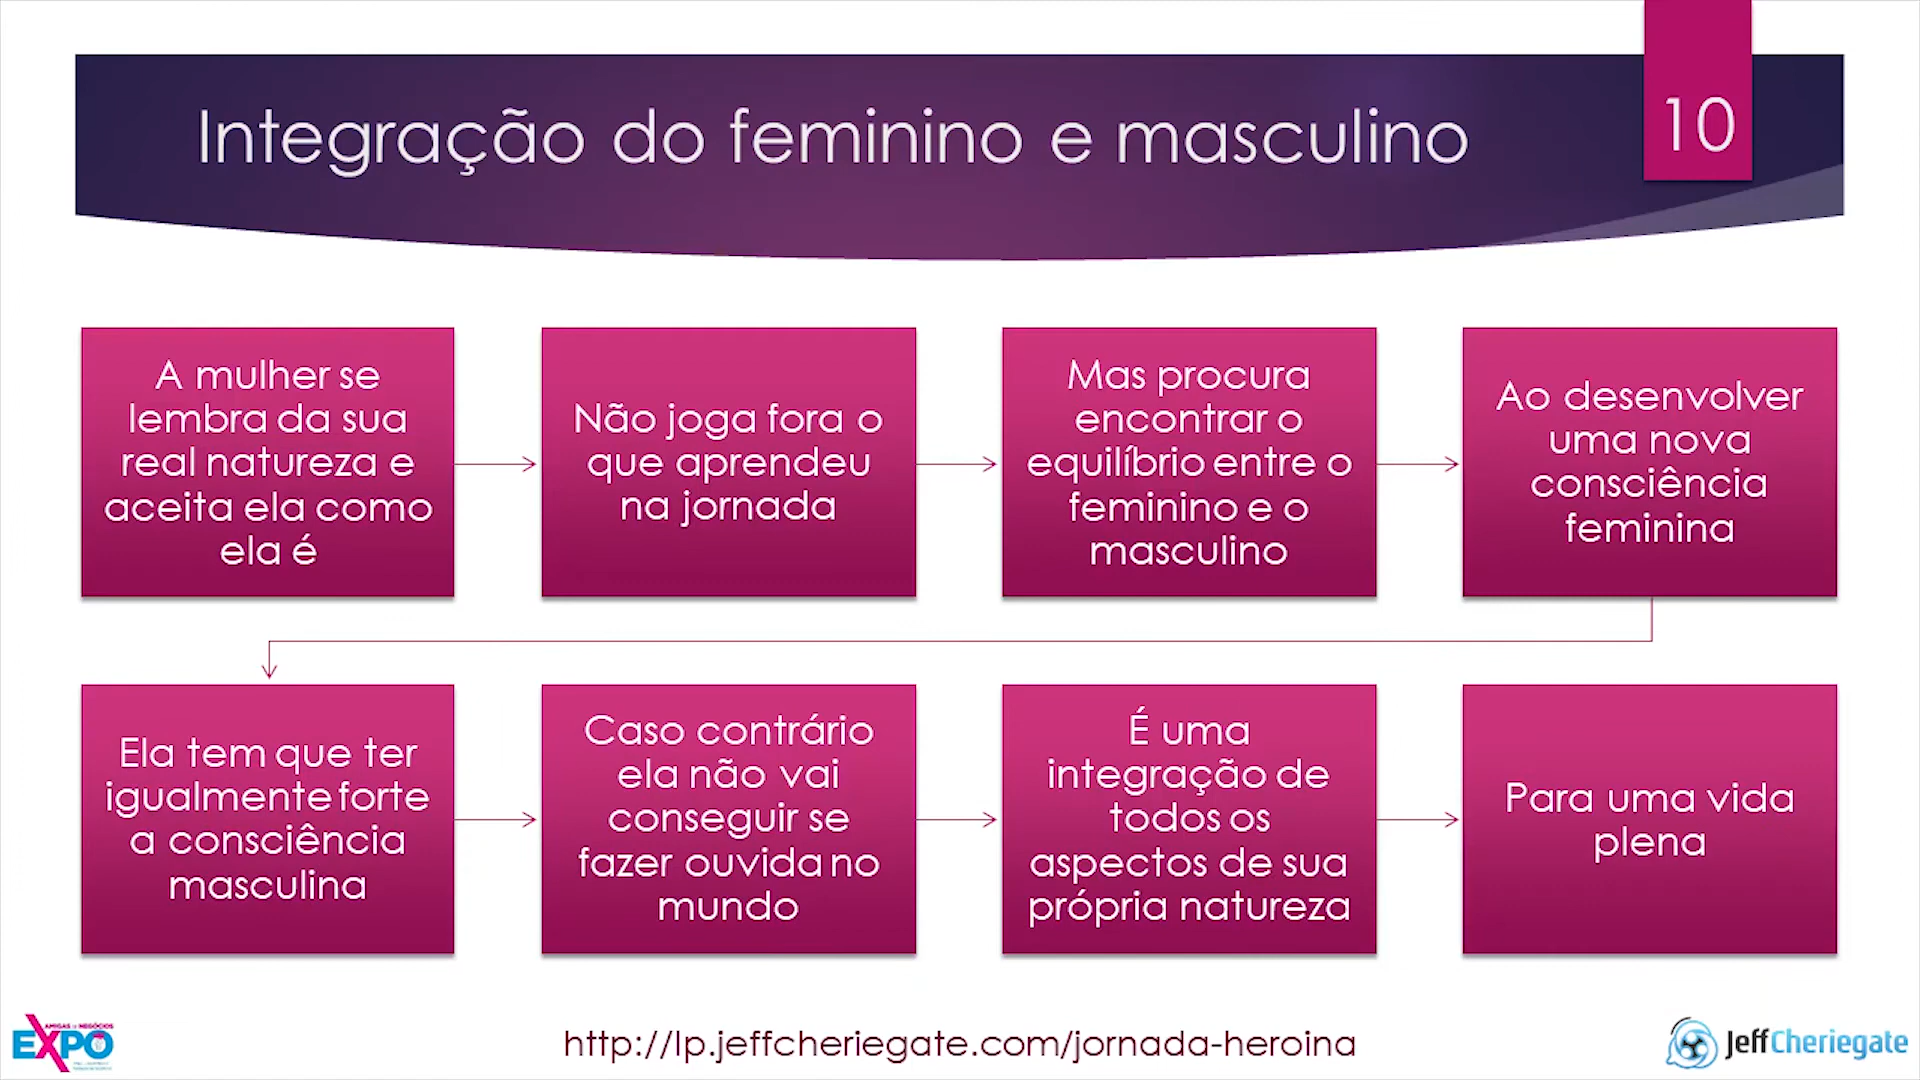 Integração do feminino e masculino
10
A mulher se
lembra da sua
real natureza e
aceita ela como
ela é
Não joga fora o
que aprendeu
na jornada
Mas procura
encontrar o
equilíbrio entre o
feminino e o
masculino
Ao desenvolver
uma nova
consciência
feminina
Ela tem que ter
igualmente forte
a consciência
masculina
Caso contrário
ela não vai
conseguir se
fazer ouvida no
mundo
É uma
integração de
todos os
aspectos de sua
própria natureza
Para uma vida
plena
AMIGAS DE NEGÓCIOS
EXPO
http://lp.jeffcheriegate.com/jornada-heroina
JeffCheriegate